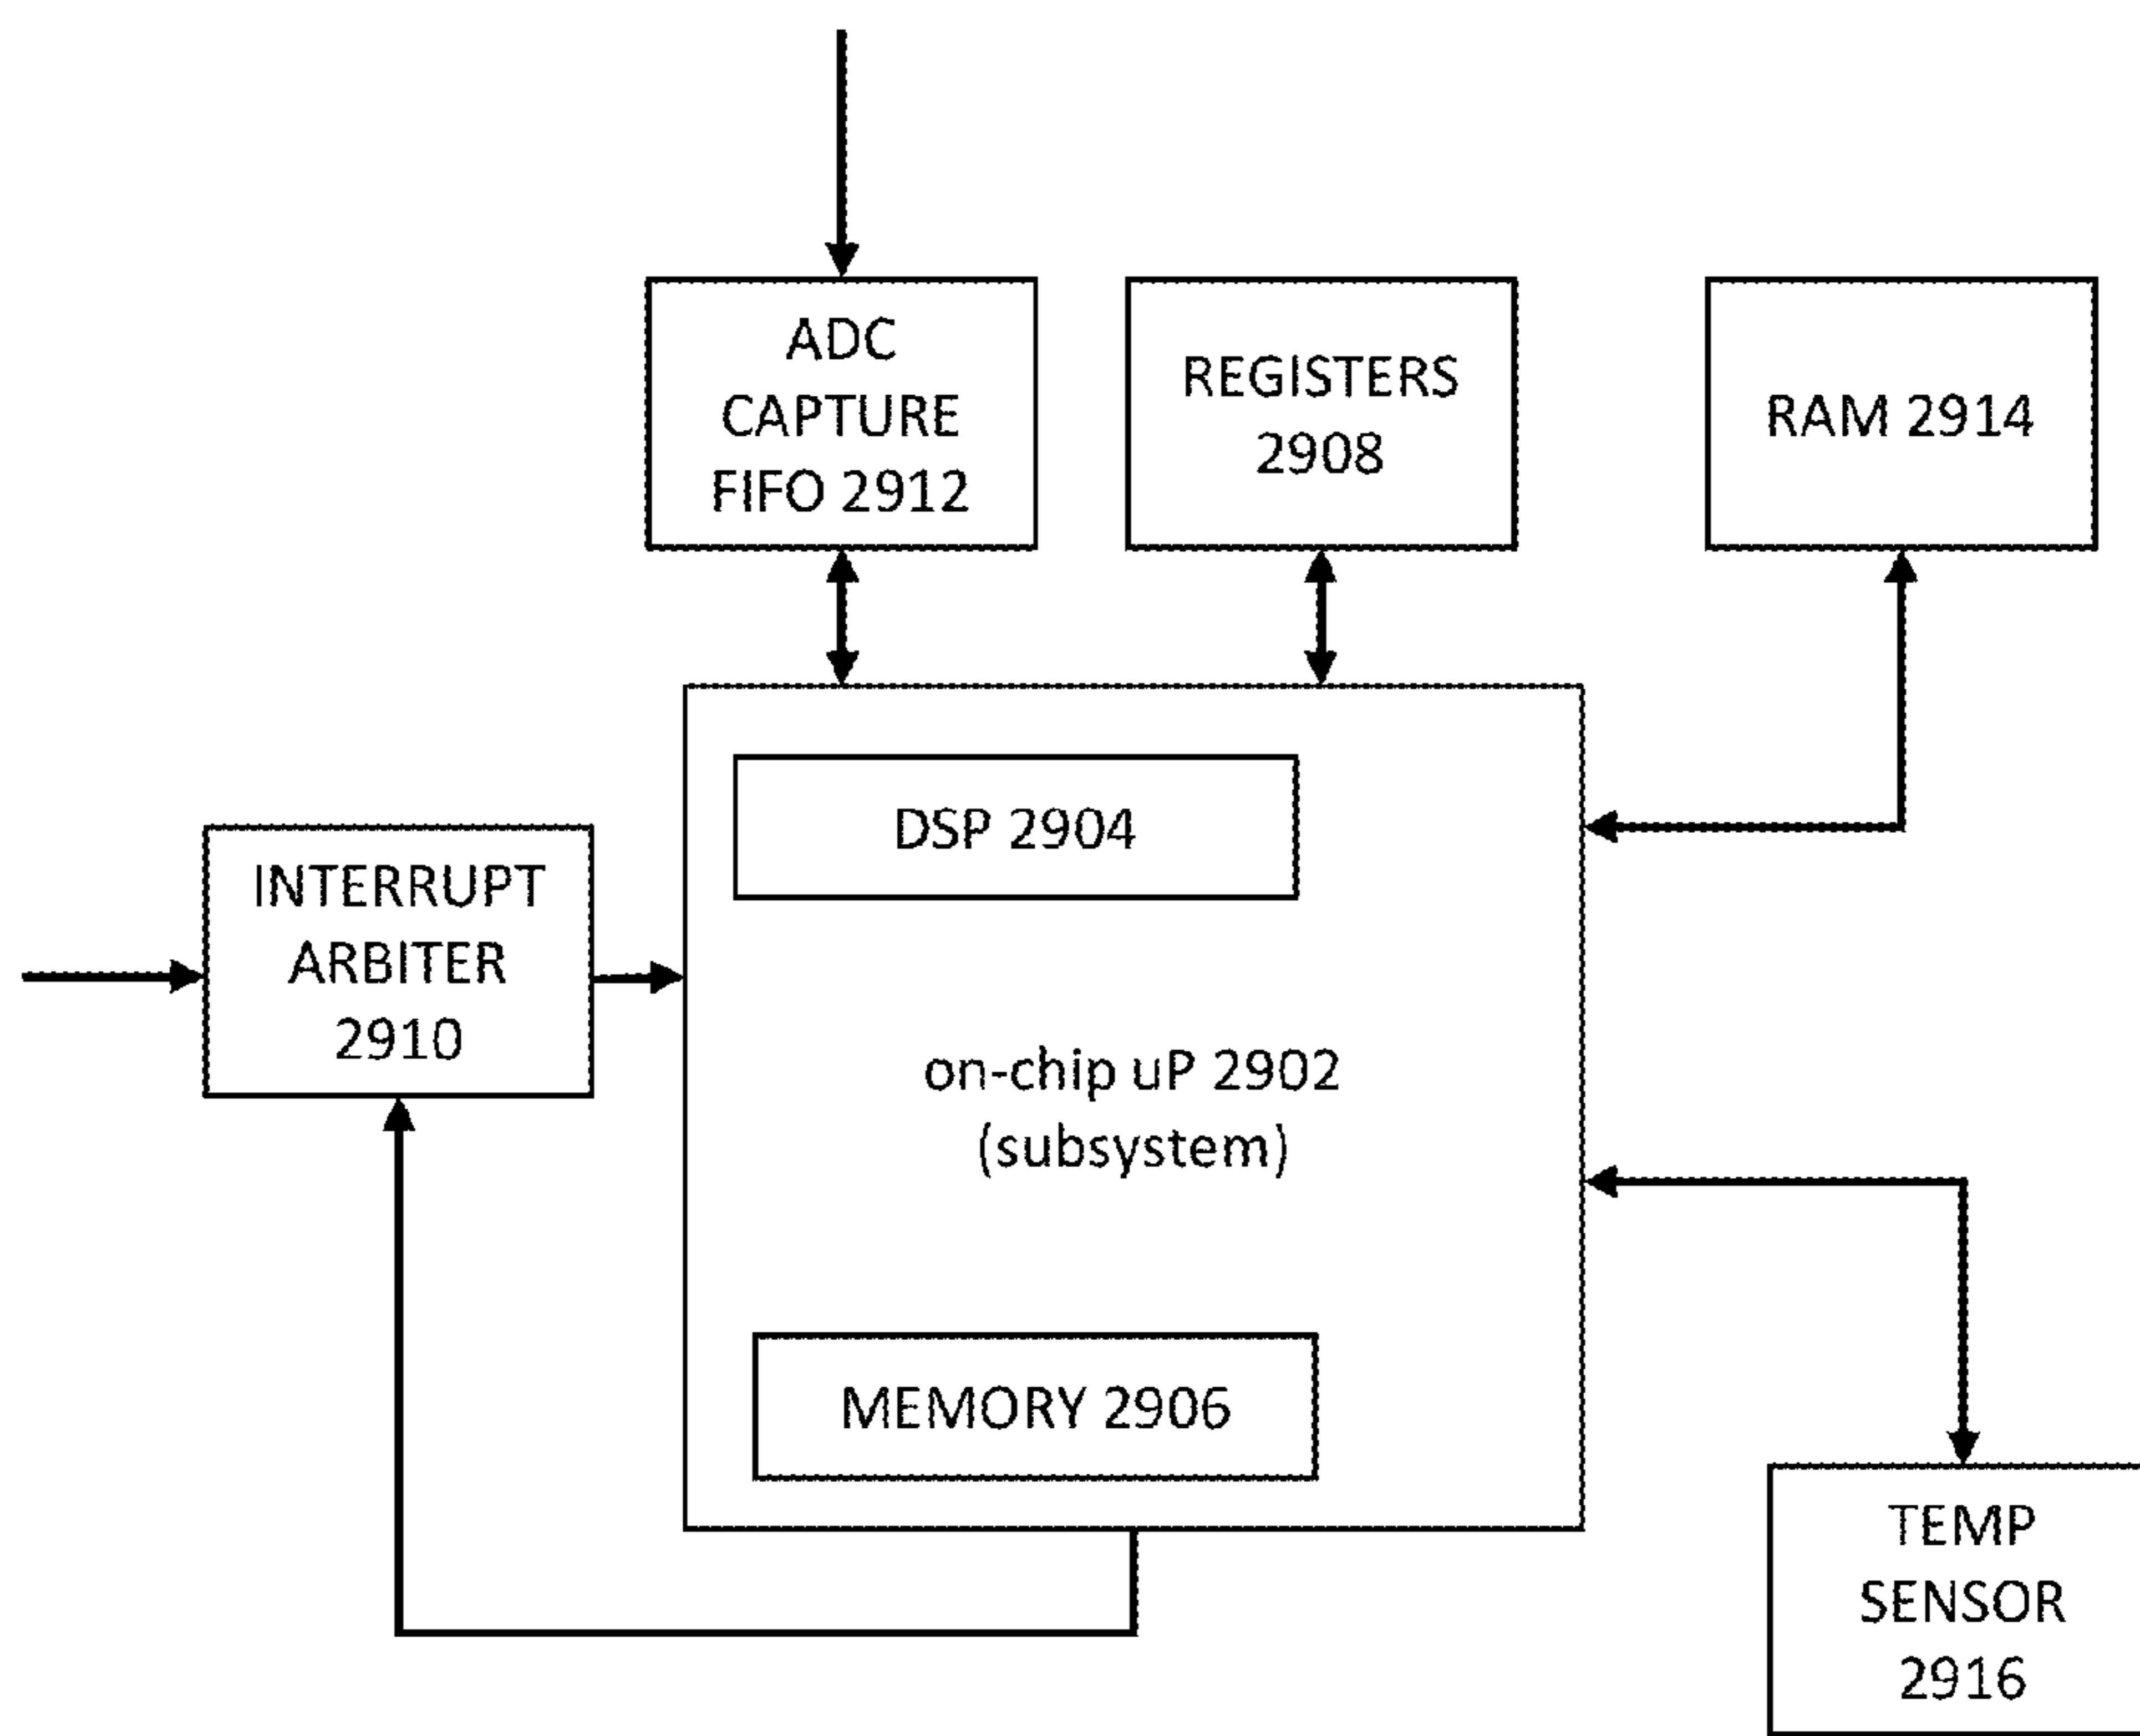 ADC
CAPTURE
FIFO 2912
REGISTERS
2908
RAM 2914
DSP 2904
INTERRUPT
ARBITER
2910
on-chip uP 2902
(subsystem)
MEMORY 2906
TEMP
SENSOR
2916